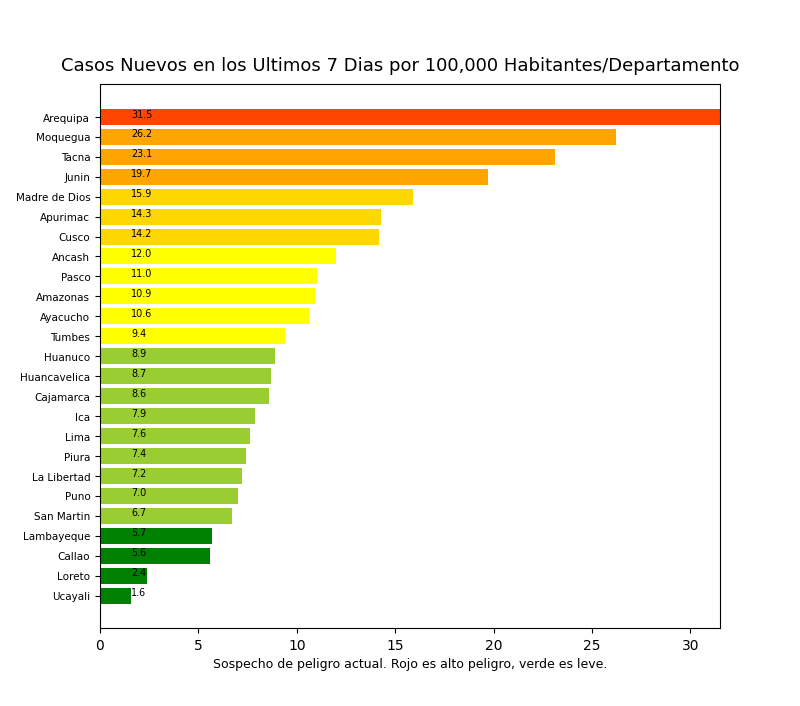 Casos Nuevos en los Ultimos 7 Dias por 100,000 Habitantes/Departamento
Arequipa 31.5
Moquegua 26.2
Tacna 23.1
Junin 19.7
Madre de Dios 15.9
Apurimac 14.3
Cusco 14.2
Ancash 12.0
Pasco 11.0
Amazonas 10.9
Ayacucho 10.6
Tumbes 9.4
Huanuco 8.9
Huancavelica 8.7
Cajamarca 8.6
Ica 7.9
Lima 7.6
Piura 7.4
La Libertad 7.2
Puno 7.0
San Martin 6.7
Lambayeque 5.7
Callao 5.6
Loreto 2.4
Ucayali 1.6
0 5 10 15 20 25 30
Sospecho de peligro actual. Rojo es alto peligro, verde es leve.